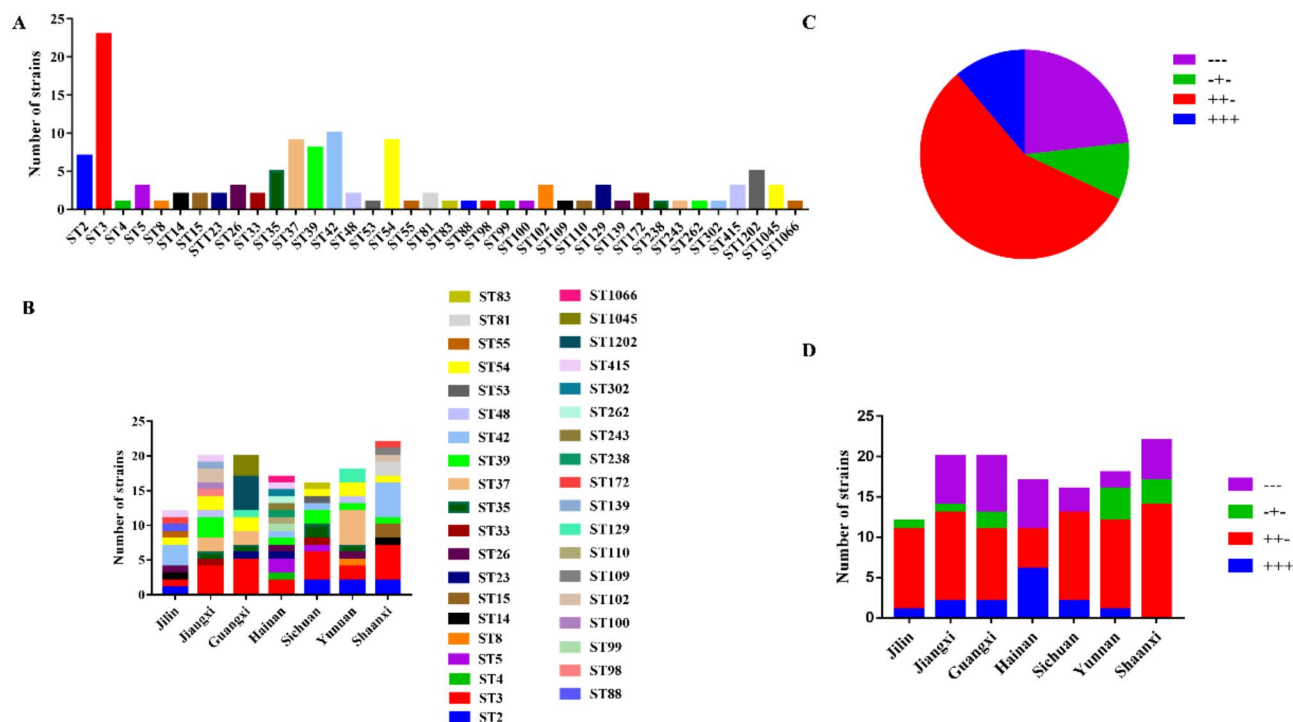 A
Number of strains
25
20
15
10
5
0
ST2 ST3 ST4 ST5 ST8 ST14 ST15 STT23 ST26 ST33 ST35 ST37 ST39 ST42 ST48 ST53 ST54 ST55 ST81 ST83 ST88 ST98 ST99 ST100 ST102 ST109 ST110 ST129 ST139 ST172 ST238 ST243 ST262 ST302 ST415 ST1202 ST1045 ST1066
C
---
-+-
++-
+++
B
Number of strains
25
20
15
10
5
0
Jilin Jiangxi Guangxi Hainan Sichuan Yunnan Shaanxi
ST83
ST81
ST55
ST54
ST53
ST48
ST42
ST39
ST37
ST35
ST33
ST26
ST23
ST15
ST14
ST8
ST5
ST4
ST3
ST2
ST1066
ST1045
ST1202
ST415
ST302
ST262
ST243
ST238
ST172
ST139
ST129
ST110
ST109
ST102
ST100
ST99
ST98
ST88
D
Number of strains
25
20
15
10
5
0
Jilin Jiangxi Guangxi Hainan Sichuan Yunnan Shaanxi
---
-+-
++-
+++